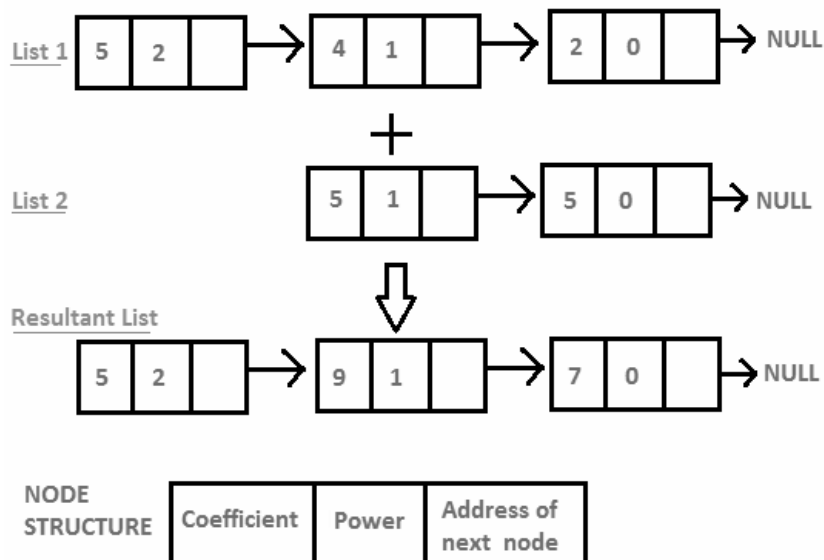 List 1 5 2 4 1 2 0 NULL
+
List 2 5 1 5 0 NULL
Resultant List
5 2 9 1 7 0 NULL
NODE STRUCTURE
Coefficient
Power
Address of
next node